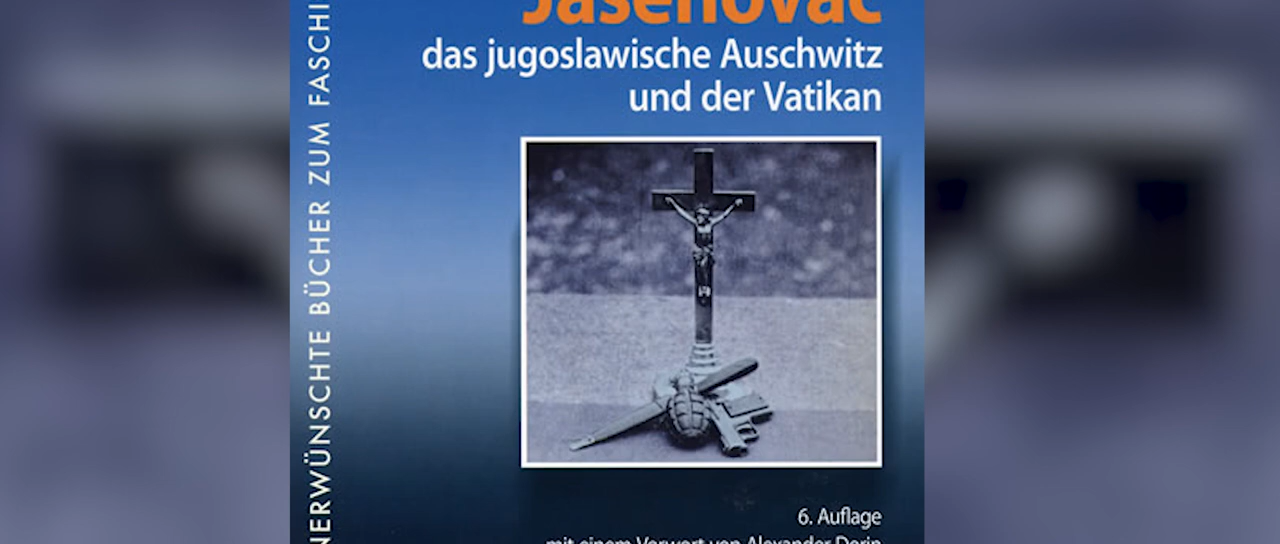 Jasenovac
das jugoslawische Auschwitz
und der Vatikan
6. Auflage
mit einem Vorwort von Alexander Dorin
BÜCHER ZUM